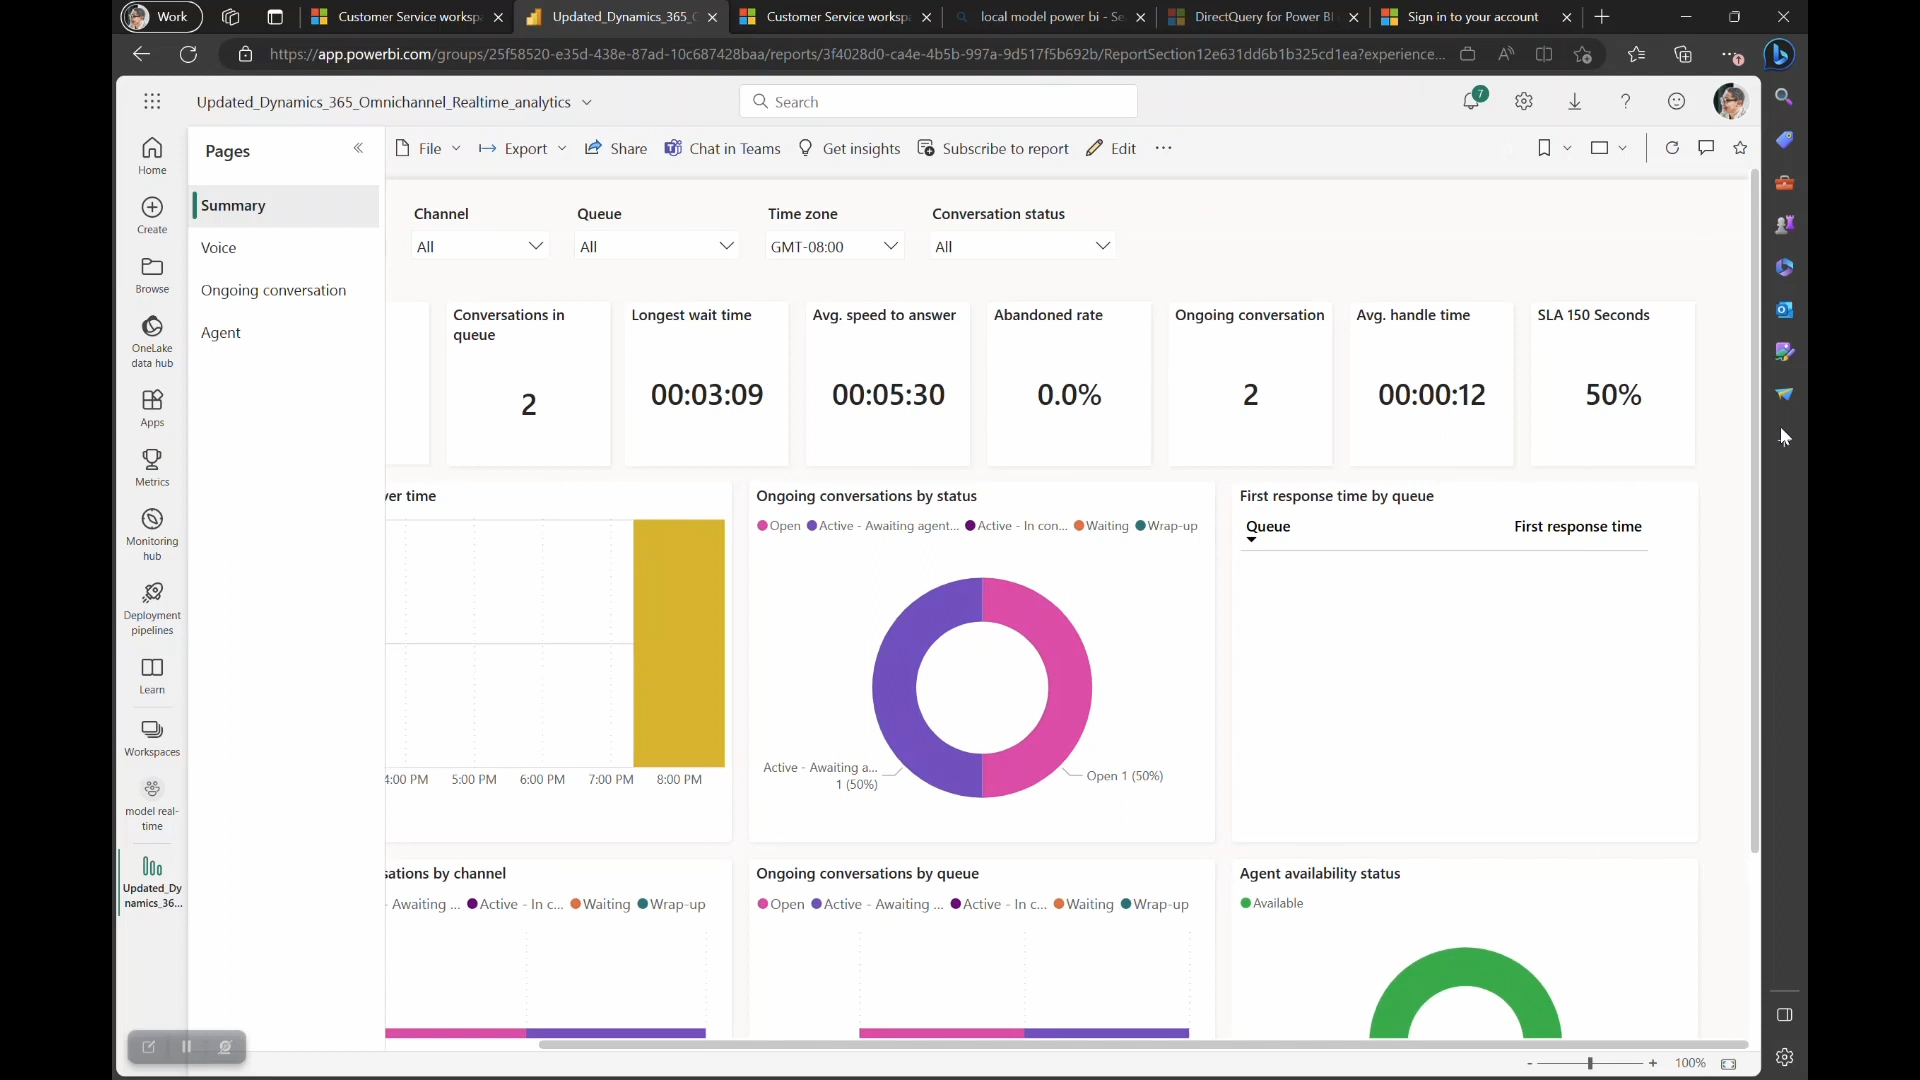 Work
Customer Service worksp
Updated_Dynamics_365_
Customer Service worksp
local model power bi - Se
DirectQuery for Power BI
Sign in to your account
https://app.powerbi.com/groups/25f58520-e35d-438e-87ad-10c687428baa/reports/3f4028d0-ca4e-4b5b-997a-9d517f5b692b/ReportSection12e631dd6b1b325cd1ea?experience...
Updated_Dynamics_365_Omnichannel_Realtime_analytics
Search
7
Home
Create
Browse
OneLake
data hub
Apps
Metrics
Monitoring
hub
Deployment
pipelines
Learn
Workspaces
model real-
time
Updated_Dy
namics_36...
Pages
Summary
Voice
Ongoing conversation
Agent
File
Export
Share
Chat in Teams
Get insights
Subscribe to report
Edit
Channel
All
Queue
All
Time zone
GMT-08:00
Conversation status
All
Conversations in
queue
2
Longest wait time
00:03:09
Avg. speed to answer
00:05:30
Abandoned rate
0.0%
Ongoing conversation
2
Avg. handle time
00:00:12
SLA 150 Seconds
50%
ver time
4:00 PM 5:00 PM 6:00 PM 7:00 PM 8:00 PM
Ongoing conversations by status
Open Active - Awaiting agent... Active - In con... Waiting Wrap-up
Active - Awaiting a...
1 (50%)
Open 1 (50%)
First response time by queue
Queue First response time
sations by channel
- Awaiting ... Active - In c... Waiting Wrap-up
Ongoing conversations by queue
Open Active - Awaiting ... Active - In c... Waiting Wrap-up
Agent availability status
Available
- + 100%